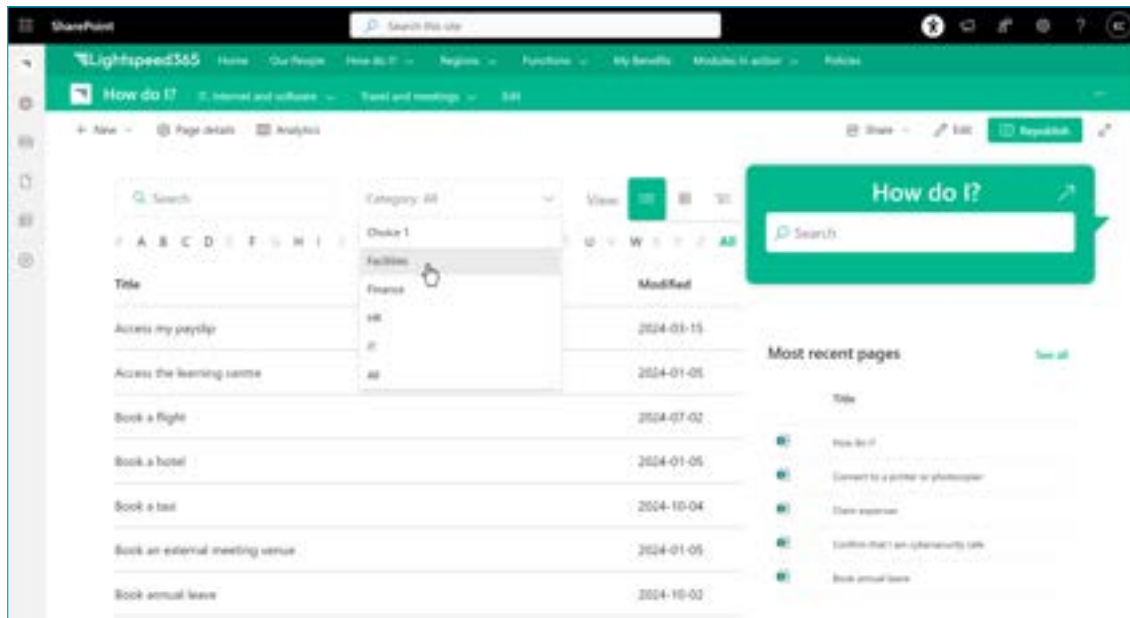 SharePoint
Search this site
Lightspeed365 Home Our People How do I? Regions Functions My Benefits Modules in action Policies
How do I? IT, Internet and software Travel and meetings Edit
+ New Page details Analytics
Share Edit Republish
Search
Category: All
View:
How do I?
Search
A B C D F H I
U W All
Choice 1
Facilities
Finance
HR
IT
All
Title Modified
Access my payslip 2024-03-15
Access the learning centre 2024-01-05
Book a flight 2024-07-02
Book a hotel 2024-01-05
Book a taxi 2024-10-04
Book an external meeting venue 2024-01-05
Book annual leave 2024-10-02
Most recent pages See all
Title
How do I?
Connect to a printer or photocopier
Claim expenses
Confirm that I am cybersecurity safe
Book annual leave